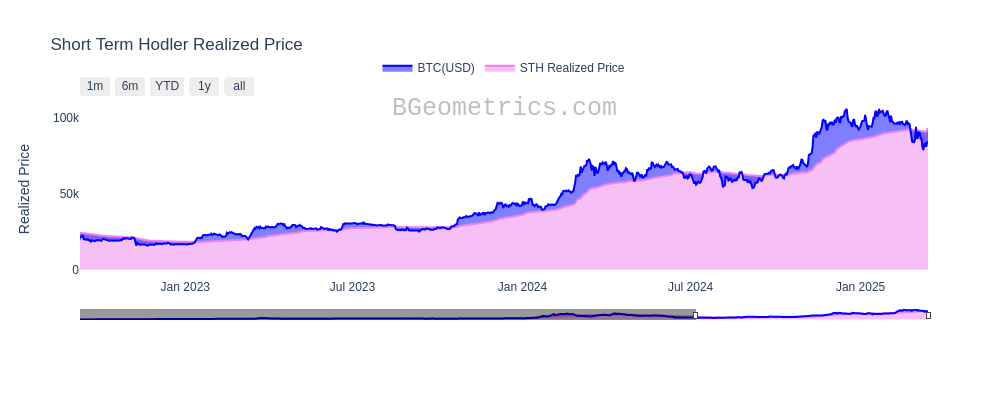 Short Term Hodler Realized Price
BTC(USD) STH Realized Price
1m 6m YTD 1y all
BGeometrics.com
Realized Price
100k
50k
0
Jan 2023 Jul 2023 Jan 2024 Jul 2024 Jan 2025